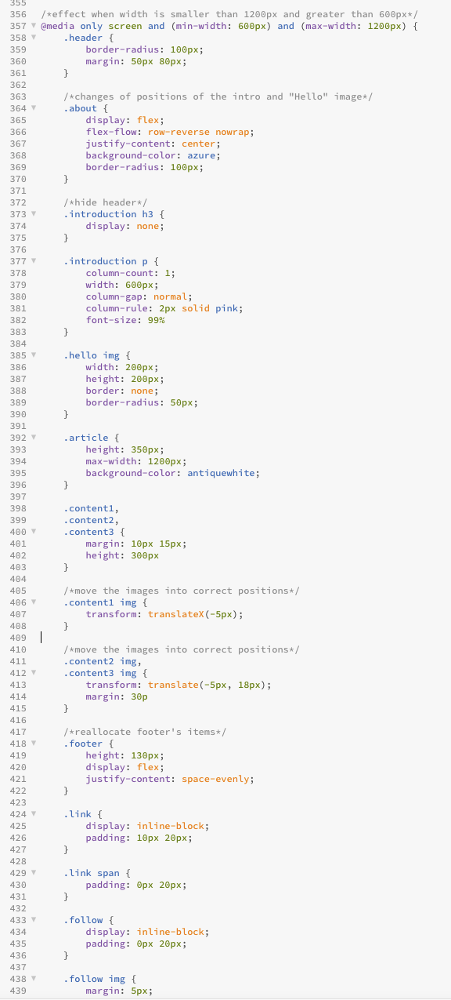 355
356 /*effect when width is smaller than 1200px and greater than 600px*/
357 @media only screen and (min-width: 600px) and (max-width: 1200px) {
358     .header {
359         border-radius: 100px;
360         margin: 50px 80px;
361     }
362
363     /*changes of positions of the intro and "Hello" image*/
364     .about {
365         display: flex;
366         flex-flow: row-reverse nowrap;
367         justify-content: center;
368         background-color: azure;
369         border-radius: 100px;
370     }
371
372     /*hide header*/
373     .introduction h3 {
374         display: none;
375     }
376
377     .introduction p {
378         column-count: 1;
379         width: 600px;
380         column-gap: normal;
381         column-rule: 2px solid pink;
382         font-size: 99%
383     }
384
385     .hello img {
386         width: 200px;
387         height: 200px;
388         border: none;
389         border-radius: 50px;
390     }
391
392     .article {
393         height: 350px;
394         max-width: 1200px;
395         background-color: antiquewhite;
396     }
397
398     .content1,
399     .content2,
400     .content3 {
401         margin: 10px 15px;
402         height: 300px
403     }
404
405     /*move the images into correct positions*/
406     .content1 img {
407         transform: translateX(-5px);
408     }
409
410     /*move the images into correct positions*/
411     .content2 img,
412     .content3 img {
413         transform: translate(-5px, 18px);
414         margin: 30p
415     }
416
417     /*reallocate footer's items*/
418     .footer {
419         height: 130px;
420         display: flex;
421         justify-content: space-evenly;
422     }
423
424     .link {
425         display: inline-block;
426         padding: 10px 20px;
427     }
428
429     .link span {
430         padding: 0px 20px;
431     }
432
433     .follow {
434         display: inline-block;
435         padding: 0px 20px;
436     }
437
438     .follow img {
439         margin: 5px;